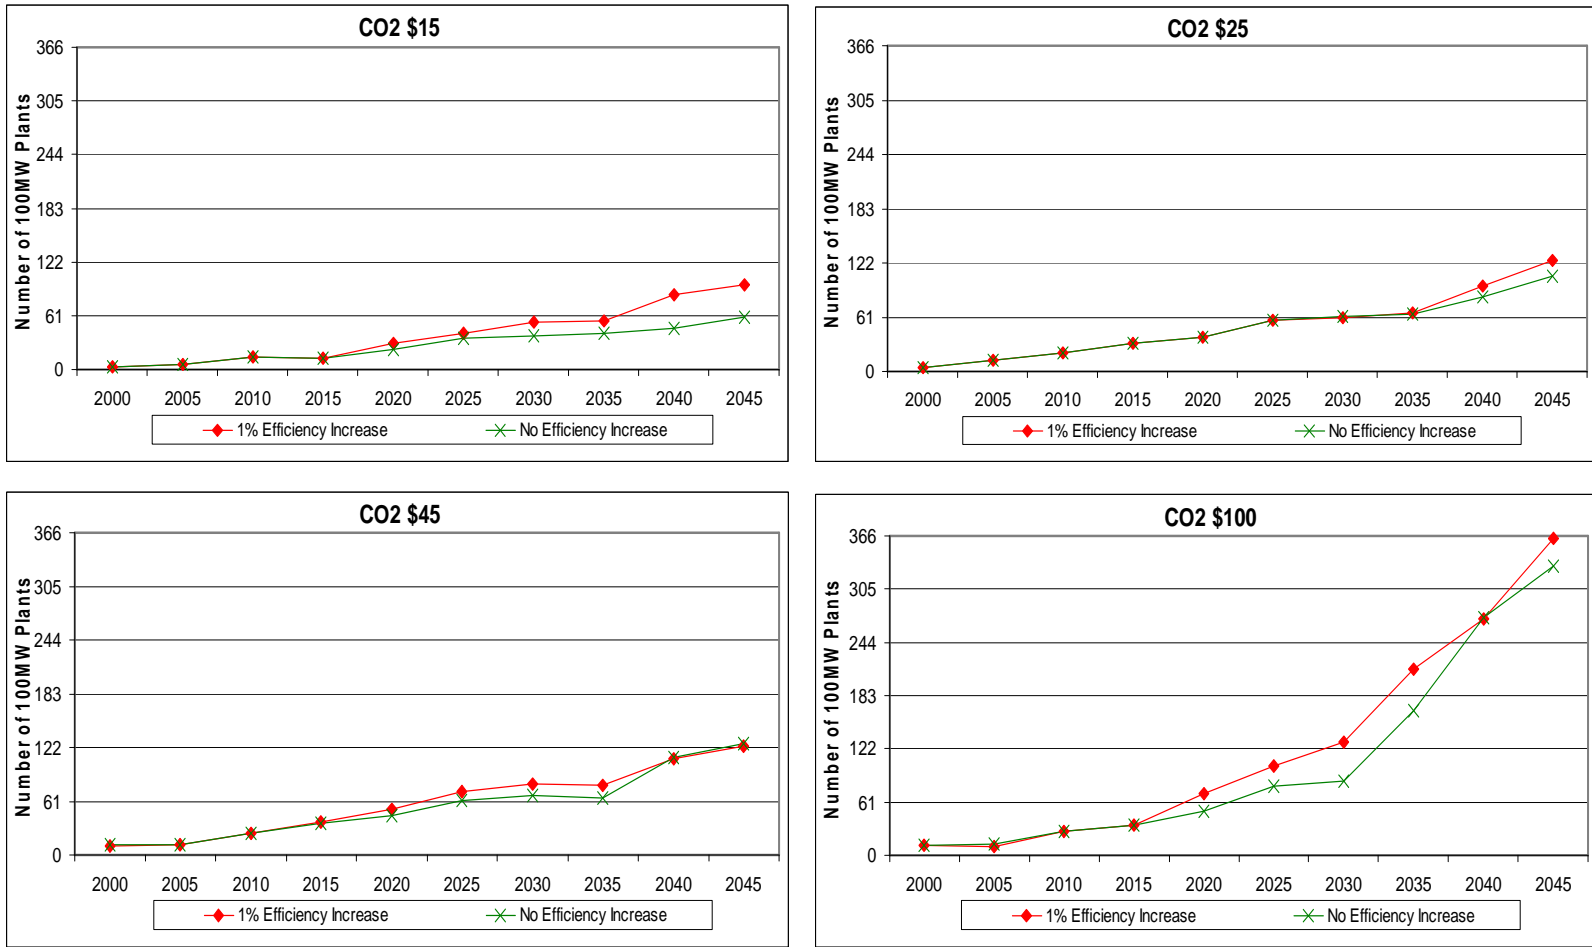 CO2 $15
Number of 100MW Plants
366
305
244
183
122
61
0
2000 2005 2010 2015 2020 2025 2030 2035 2040 2045
1% Efficiency Increase No Efficiency Increase
CO2 $25
Number of 100MW Plants
366
305
244
183
122
61
0
2000 2005 2010 2015 2020 2025 2030 2035 2040 2045
1% Efficiency Increase No Efficiency Increase
CO2 $45
Number of 100MW Plants
366
305
244
183
122
61
0
2000 2005 2010 2015 2020 2025 2030 2035 2040 2045
1% Efficiency Increase No Efficiency Increase
CO2 $100
Number of 100MW Plants
366
305
244
183
122
61
0
2000 2005 2010 2015 2020 2025 2030 2035 2040 2045
1% Efficiency Increase No Efficiency Increase